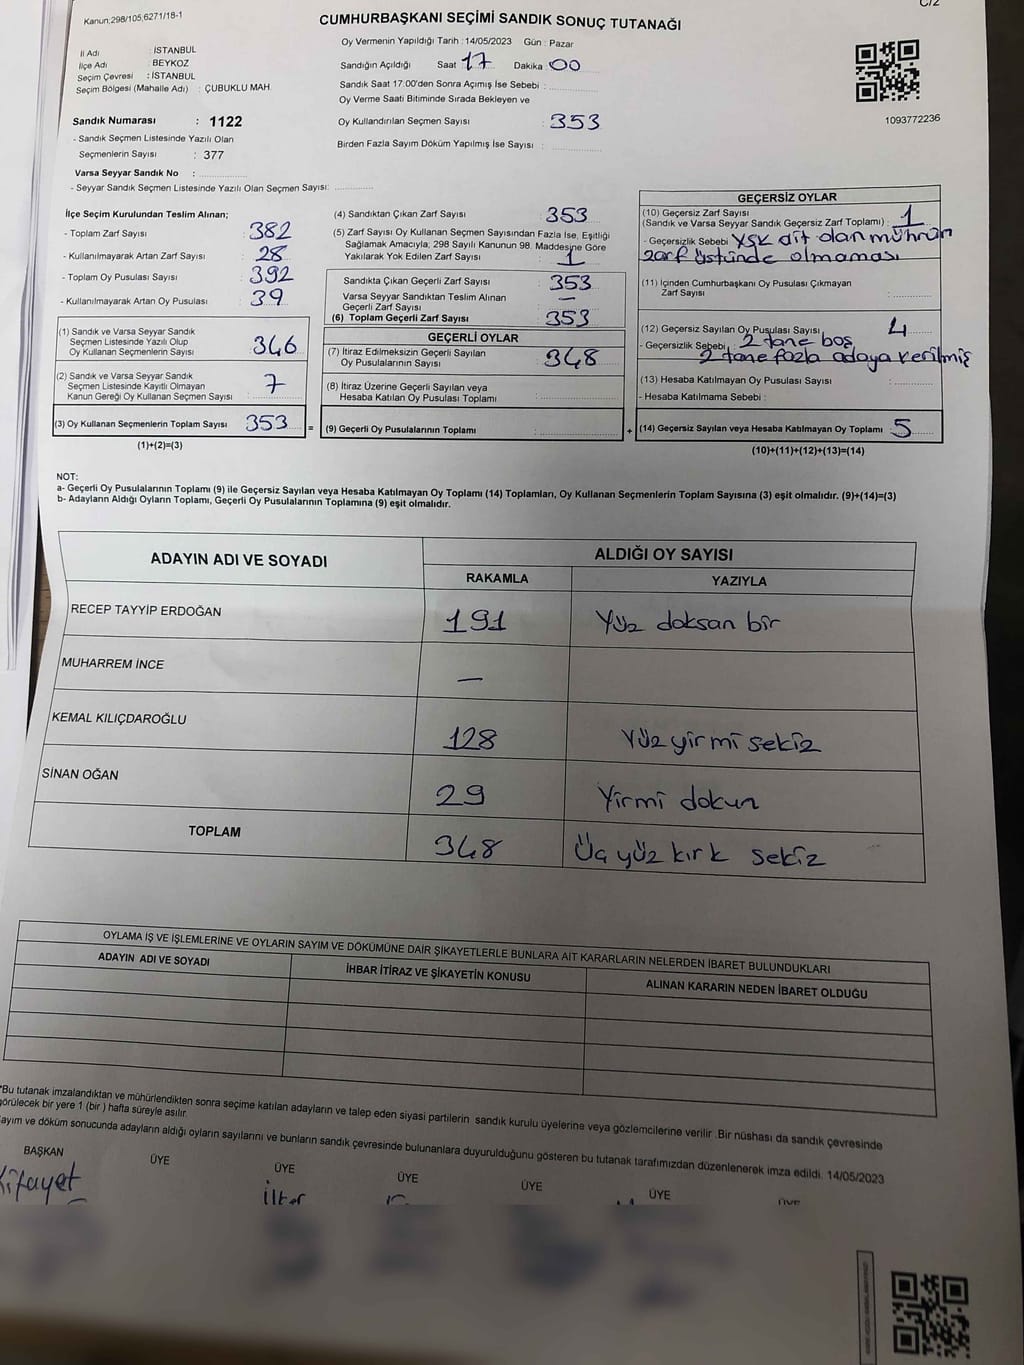 C/2
Kanun;298/105,6271/18-1
CUMHURBAŞKANI SEÇİMİ SANDIK SONUÇ TUTANAĞI
İl Adı : İSTANBUL
İlçe Adı : BEYKOZ
Seçim Çevresi : İSTANBUL
Seçim Bölgesi (Mahalle Adı) : ÇUBUKLU MAH.
Sandık Numarası : 1122
- Sandık Seçmen Listesinde Yazılı Olan
Seçmenlerin Sayısı : 377
Varsa Seyyar Sandık No :
- Seyyar Sandık Seçmen Listesinde Yazılı Olan Seçmen Sayısı:
Oy Vermenin Yapıldığı Tarih : 14/05/2023 Gün : Pazar
Sandığın Açıldığı Saat 17 Dakika 00
Sandık Saat 17:00'den Sonra Açımış İse Sebebi :
Oy Verme Saati Bitiminde Sırada Bekleyen ve
Oy Kullandırılan Seçmen Sayısı : 353
Birden Fazla Sayım Döküm Yapılmış İse Sayısı :
1093772236
İlçe Seçim Kurulundan Teslim Alınan;
- Toplam Zarf Sayısı : 382
- Kullanılmayarak Artan Zarf Sayısı : 28
- Toplam Oy Pusulası Sayısı : 392
- Kullanılmayarak Artan Oy Pusulası : 39
(1) Sandık ve Varsa Seyyar Sandık
Seçmen Listesinde Yazılı Olup
Oy Kullanan Seçmenlerin Sayısı : 346
(2) Sandık ve Varsa Seyyar Sandık
Seçmen Listesinde Kayıtlı Olmayan
Kanun Gereği Oy Kullanan Seçmen Sayısı : 7
(3) Oy Kullanan Seçmenlerin Toplam Sayısı : 353
(1)+(2)=(3)
(4) Sandıktan Çıkan Zarf Sayısı : 353
(5) Zarf Sayısı Oy Kullanan Seçmen Sayısından Fazla İse, Eşitliği
Sağlamak Amacıyla; 298 Sayılı Kanunun 98. Maddesine Göre
Yakılarak Yok Edilen Zarf Sayısı : 1
Sandıkta Çıkan Geçerli Zarf Sayısı : 353
Varsa Seyyar Sandıktan Teslim Alınan
Geçerli Zarf Sayısı : —
(6) Toplam Geçerli Zarf Sayısı : 353
GEÇERLİ OYLAR
(7) İtiraz Edilmeksizin Geçerli Sayılan
Oy Pusulalarının Sayısı : 348
(8) İtiraz Üzerine Geçerli Sayılan veya
Hesaba Katılan Oy Pusulası Toplamı :
= (9) Geçerli Oy Pusulalarının Toplamı :
GEÇERSİZ OYLAR
(10) Geçersiz Zarf Sayısı
(Sandık ve Varsa Seyyar Sandık Geçersiz Zarf Toplamı) : 1
- Geçersizlik Sebebi : YSK ait olan mührün
zarf üstünde olmaması
(11) İçinden Cumhurbaşkanı Oy Pusulası Çıkmayan
Zarf Sayısı :
(12) Geçersiz Sayılan Oy Pusulası Sayısı : 4
- Geçersizlik Sebebi : 2 tane boş
2 tane fazla adaya verilmiş
(13) Hesaba Katılmayan Oy Pusulası Sayısı :
- Hesaba Katılmama Sebebi :
+ (14) Geçersiz Sayılan veya Hesaba Katılmayan Oy Toplamı : 5
(10)+(11)+(12)+(13)=(14)
NOT:
a- Geçerli Oy Pusulalarının Toplamı (9) ile Geçersiz Sayılan veya Hesaba Katılmayan Oy Toplamı (14) Toplamları, Oy Kullanan Seçmenlerin Toplam Sayısına (3) eşit olmalıdır. (9)+(14)=(3)
b- Adayların Aldığı Oyların Toplamı, Geçerli Oy Pusulalarının Toplamına (9) eşit olmalıdır.
ADAYIN ADI VE SOYADI
ALDIĞI OY SAYISI
RAKAMLA YAZIYLA
RECEP TAYYİP ERDOĞAN 191 Yüz doksan bir
MUHARREM İNCE —
KEMAL KILIÇDAROĞLU 128 Yüz yirmi sekiz
SİNAN OĞAN 29 Yirmi dokun
TOPLAM 348 Üç yüz kırk sekiz
OYLAMA İŞ VE İŞLEMLERİNE VE OYLARIN SAYIM VE DÖKÜMÜNE DAİR ŞİKAYETLERLE BUNLARA AİT KARARLARIN NELERDEN İBARET BULUNDUKLARI
ADAYIN ADI VE SOYADI İHBAR İTİRAZ VE ŞİKAYETİN KONUSU ALINAN KARARIN NEDEN İBARET OLDUĞU
*Bu tutanak imzalandıktan ve mühürlendikten sonra seçime katılan adayların ve talep eden siyasi partilerin sandık kurulu üyelerine veya gözlemcilerine verilir .Bir nüshası da sandık çevresinde
görülecek bir yere 1 (bir) hafta süreyle asılır.
ayım ve döküm sonucunda adayların aldığı oyların sayılarını ve bunların sandık çevresinde bulunanlara duyurulduğunu gösteren bu tutanak tarafımızdan düzenlenerek imza edildi. 14/05/2023
BAŞKAN ÜYE ÜYE ÜYE ÜYE ÜYE ÜYE
Kifayet İlker